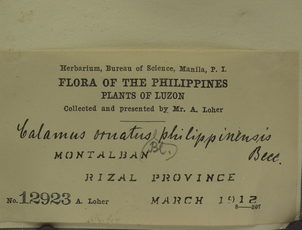 Herbarium, Bureau of Science, Manila, P. I.
FLORA OF THE PHILIPPINES
PLANTS OF LUZON
Collected and presented by Mr. A. Loher
Calamus ornatus philippinensis
Bl. Becc.
MONTALBAN
RIZAL PROVINCE
No. 12923 A. Loher MARCH 1912